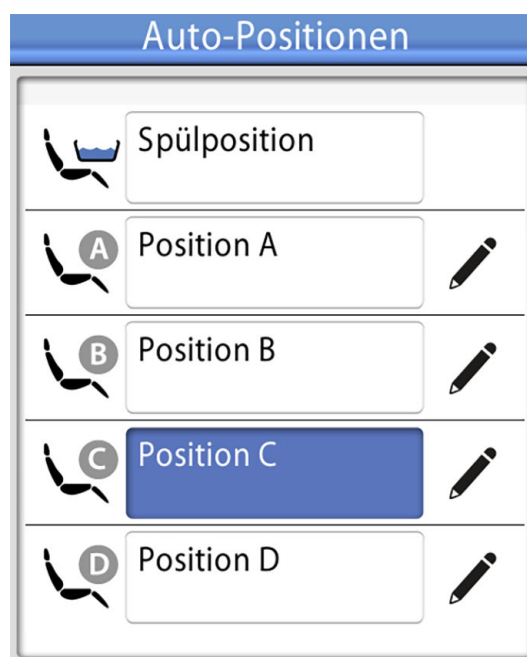 Auto-Positionen
Spülposition
A
Position A
B
Position B
C
Position C
D
Position D